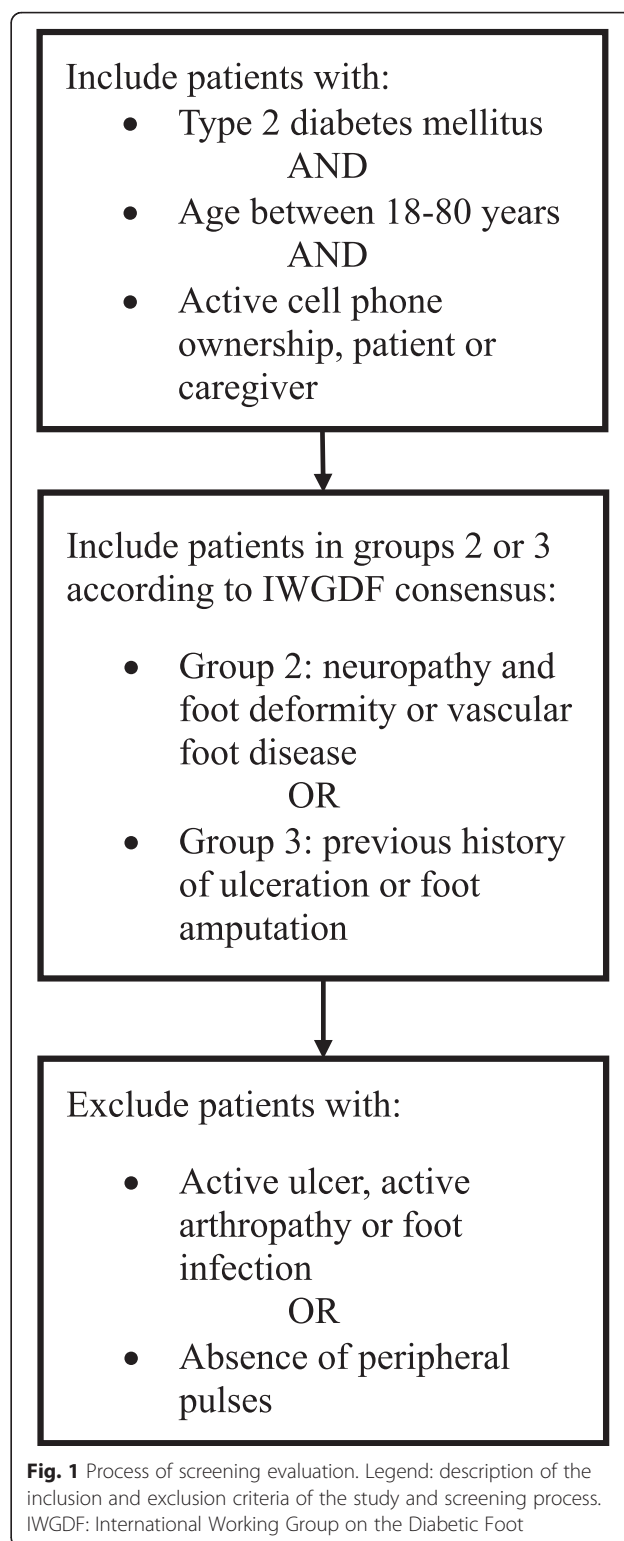 Include patients with:
• Type 2 diabetes mellitus
AND
• Age between 18-80 years
AND
• Active cell phone
ownership, patient or
caregiver
Include patients in groups 2 or 3
according to IWGDF consensus:
• Group 2: neuropathy and
foot deformity or vascular
foot disease
OR
• Group 3: previous history
of ulceration or foot
amputation
Exclude patients with:
• Active ulcer, active
arthropathy or foot
infection
OR
• Absence of peripheral
pulses
Fig. 1 Process of screening evaluation. Legend: description of the
inclusion and exclusion criteria of the study and screening process.
IWGDF: International Working Group on the Diabetic Foot